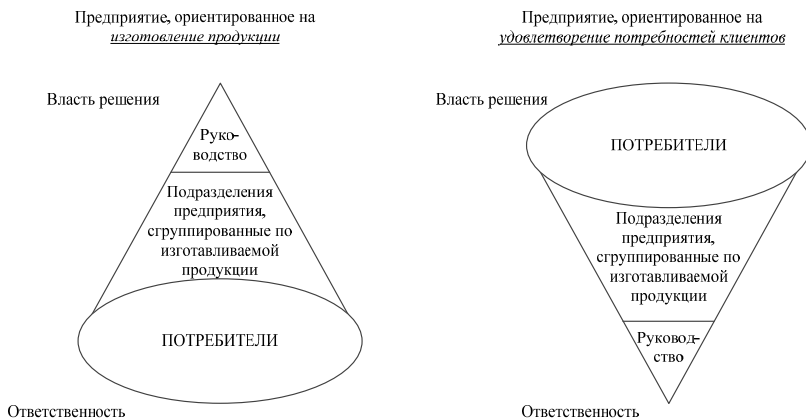 Предприятие, ориентированное на
изготовление продукции
Власть решения
Руко-
водство
Подразделения
предприятия,
сгруппированные по
изготавливаемой
продукции
ПОТРЕБИТЕЛИ
Ответственность
Предприятие, ориентированное на
удовлетворение потребностей клиентов
Власть решения
ПОТРЕБИТЕЛИ
Подразделения
предприятия,
сгруппированные по
изготавливаемой
продукции
Руковод-
ство
Ответственность